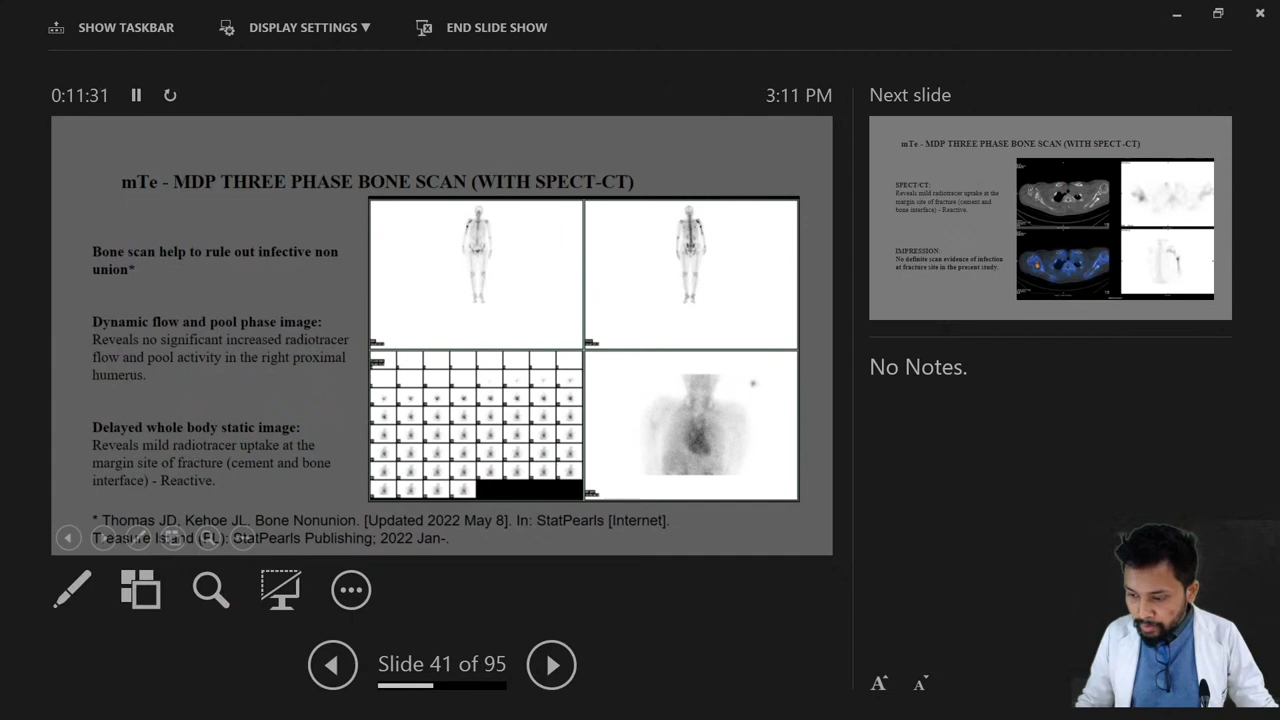 SHOW TASKBAR
DISPLAY SETTINGS ▼
END SLIDE SHOW
0:11:31
3:11 PM
mTe - MDP THREE PHASE BONE SCAN (WITH SPECT-CT)
Bone scan help to rule out infective non
union*
Dynamic flow and pool phase image:
Reveals no significant increased radiotracer
flow and pool activity in the right proximal
humerus.
Delayed whole body static image:
Reveals mild radiotracer uptake at the
margin site of fracture (cement and bone
interface) - Reactive.
* Thomas JD, Kehoe JL. Bone Nonunion. [Updated 2022 May 8]. In: StatPearls [Internet].
Treasure Island (FL): StatPearls Publishing; 2022 Jan-.
Slide 41 of 95
Next slide
mTe - MDP THREE PHASE BONE SCAN (WITH SPECT-CT)
SPECT/CT:
Reveals mild radiotracer uptake at the
margin site of fracture (cement and
bone interface) - Reactive.
IMPRESSION:
No definite scan evidence of infection
at fracture site in the present study.
No Notes.
A A